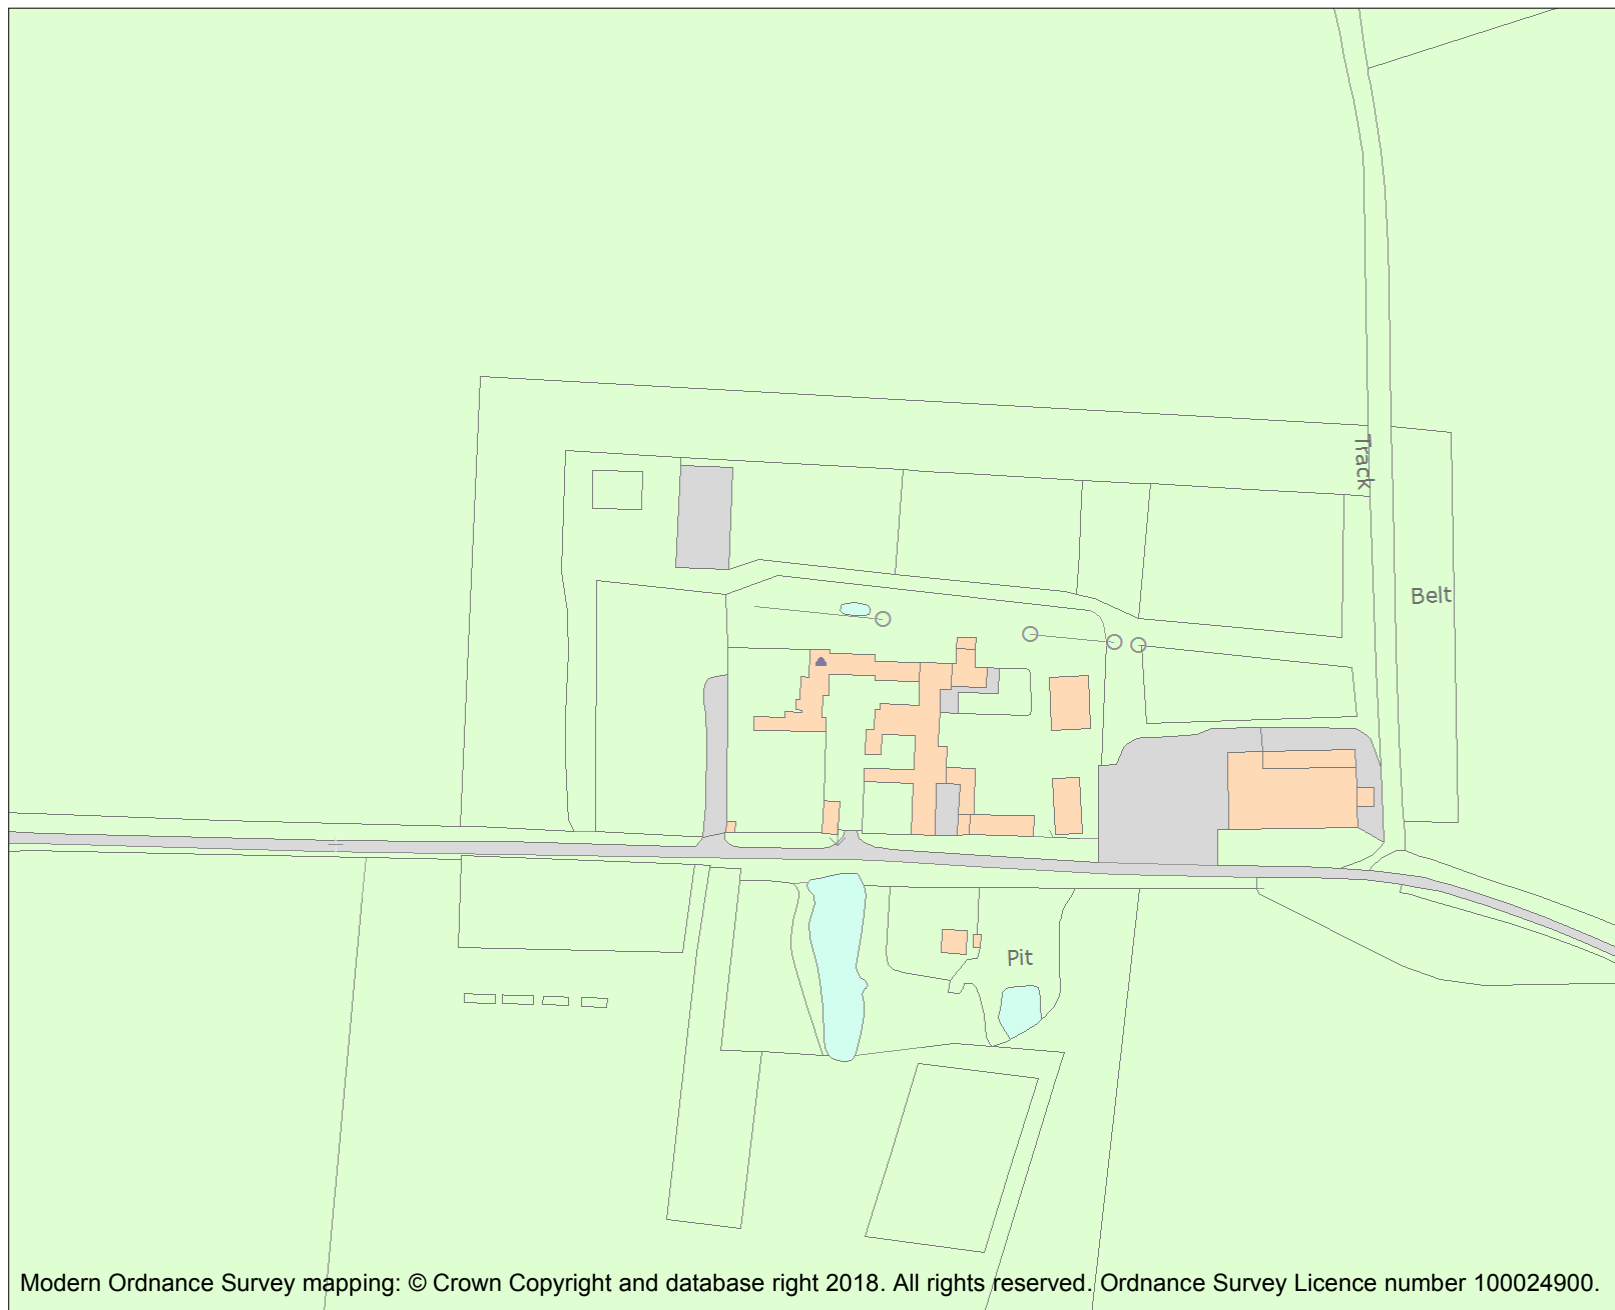 Track
Belt
Pit
Modern Ordnance Survey mapping: © Crown Copyright and database right 2018. All rights reserved. Ordnance Survey Licence number 100024900.